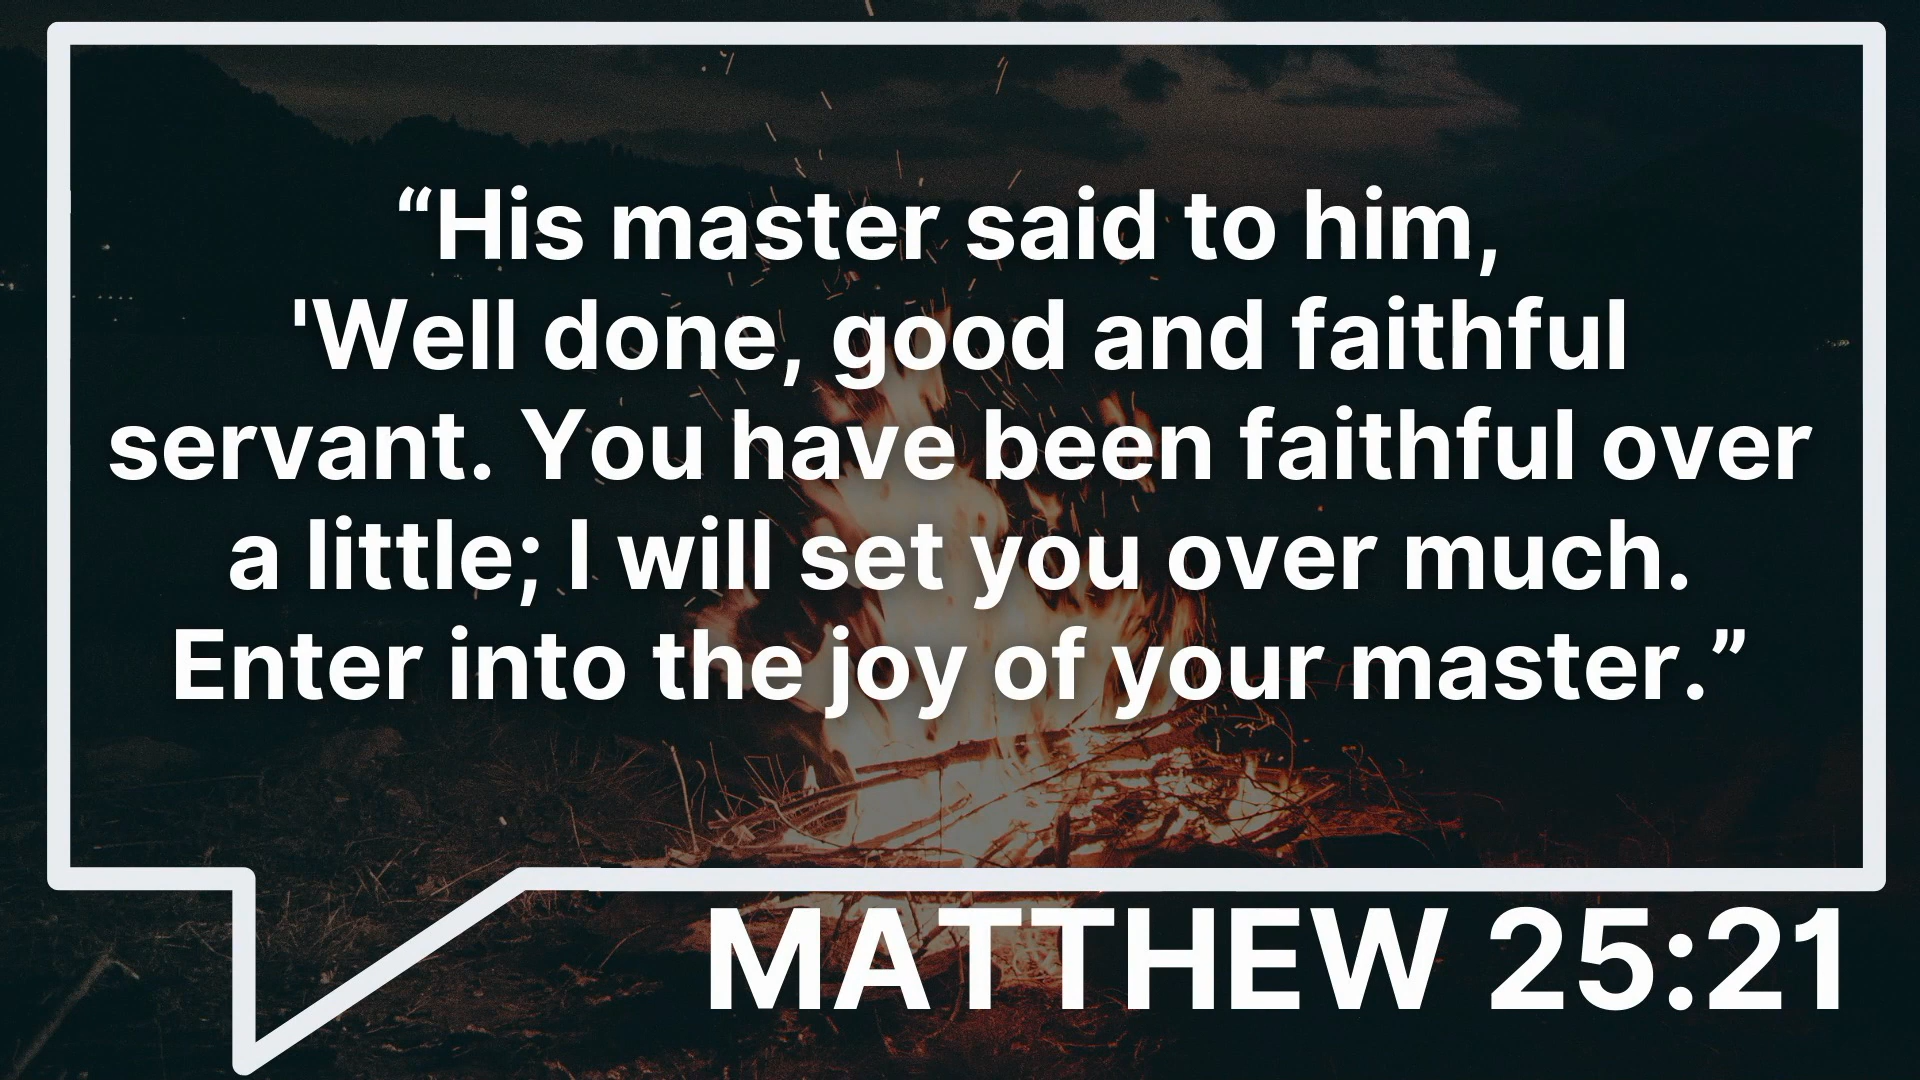 “His master said to him,
'Well done, good and faithful
servant. You have been faithful over
a little; I will set you over much.
Enter into the joy of your master.”
MATTHEW 25:21